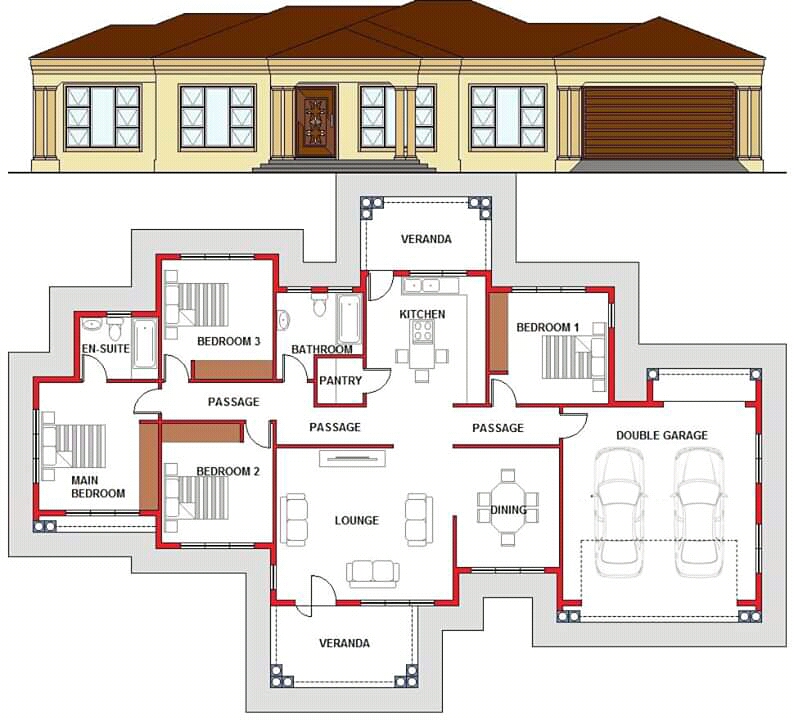 VERANDA
KITCHEN
BEDROOM 1
BEDROOM 3
EN-SUITE
BATHROOM
PANTRY
PASSAGE
PASSAGE
PASSAGE
DOUBLE GARAGE
BEDROOM 2
MAIN
BEDROOM
LOUNGE
DINING
VERANDA